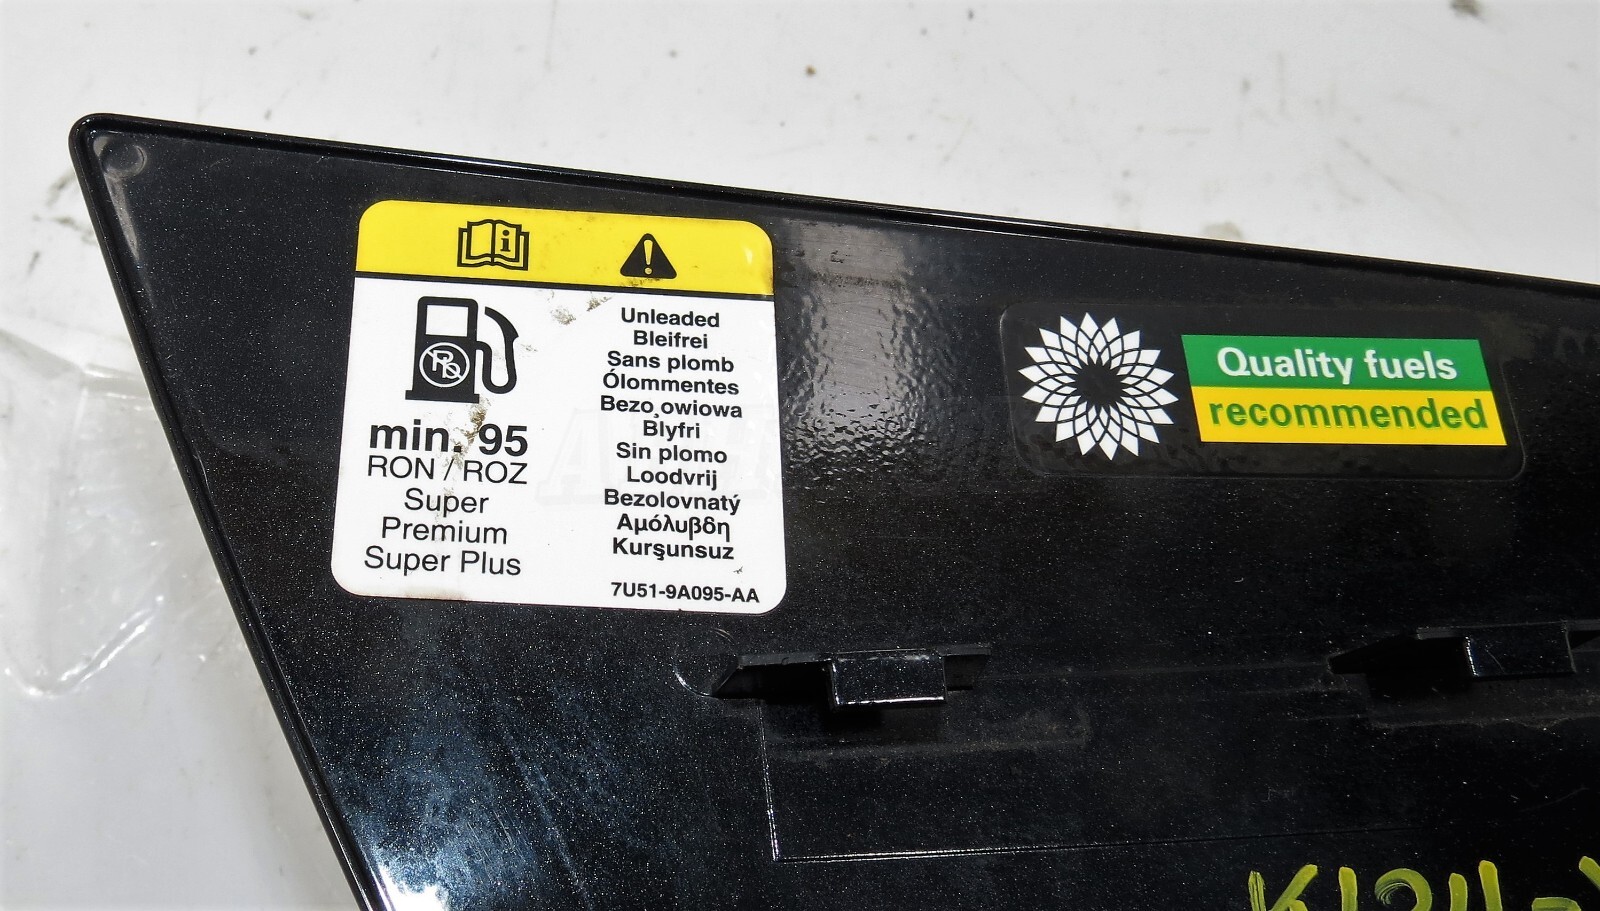 min. 95
RON / ROZ
Super
Premium
Super Plus
Unleaded
Bleifrei
Sans plomb
Ólommentes
Bezo owiowa
Blyfri
Sin plomo
Loodvrij
Bezolovnatý
Αμόλυβδη
Kurşunsuz
7U51-9A095-AA
Quality fuels
recommended